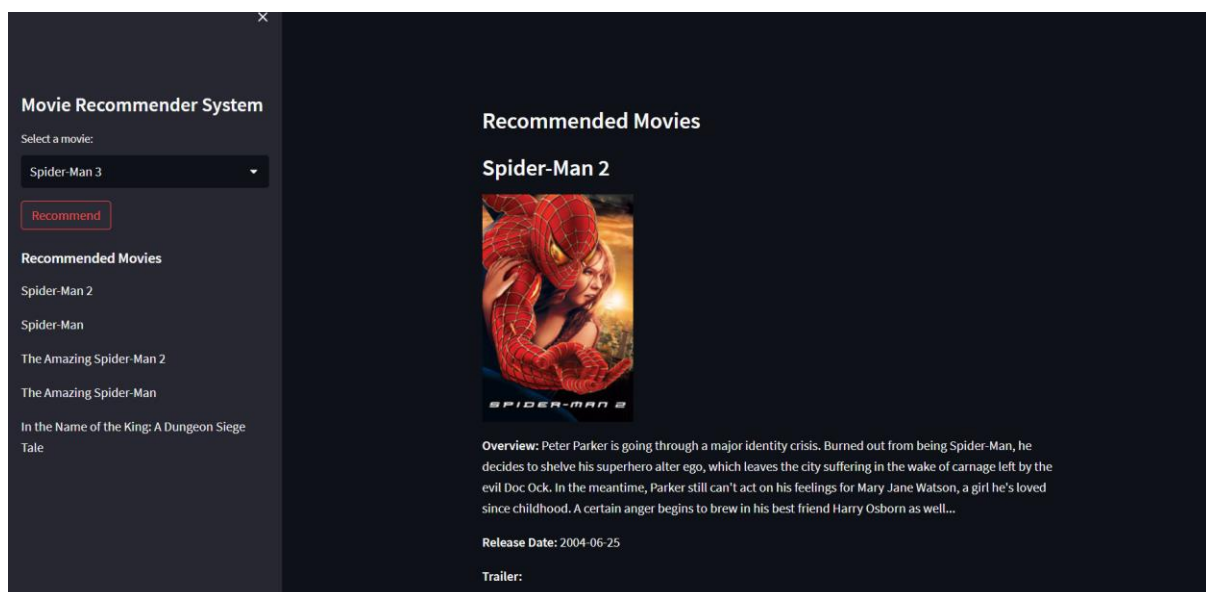 ×
Movie Recommender System
Select a movie:
Spider-Man 3
Recommend
Recommended Movies
Spider-Man 2
Spider-Man
The Amazing Spider-Man 2
The Amazing Spider-Man
In the Name of the King: A Dungeon Siege
Tale
Recommended Movies
Spider-Man 2
SPIDER-MAN 2
Overview: Peter Parker is going through a major identity crisis. Burned out from being Spider-Man, he
decides to shelve his superhero alter ego, which leaves the city suffering in the wake of carnage left by the
evil Doc Ock. In the meantime, Parker still can't act on his feelings for Mary Jane Watson, a girl he's loved
since childhood. A certain anger begins to brew in his best friend Harry Osborn as well...
Release Date: 2004-06-25
Trailer: